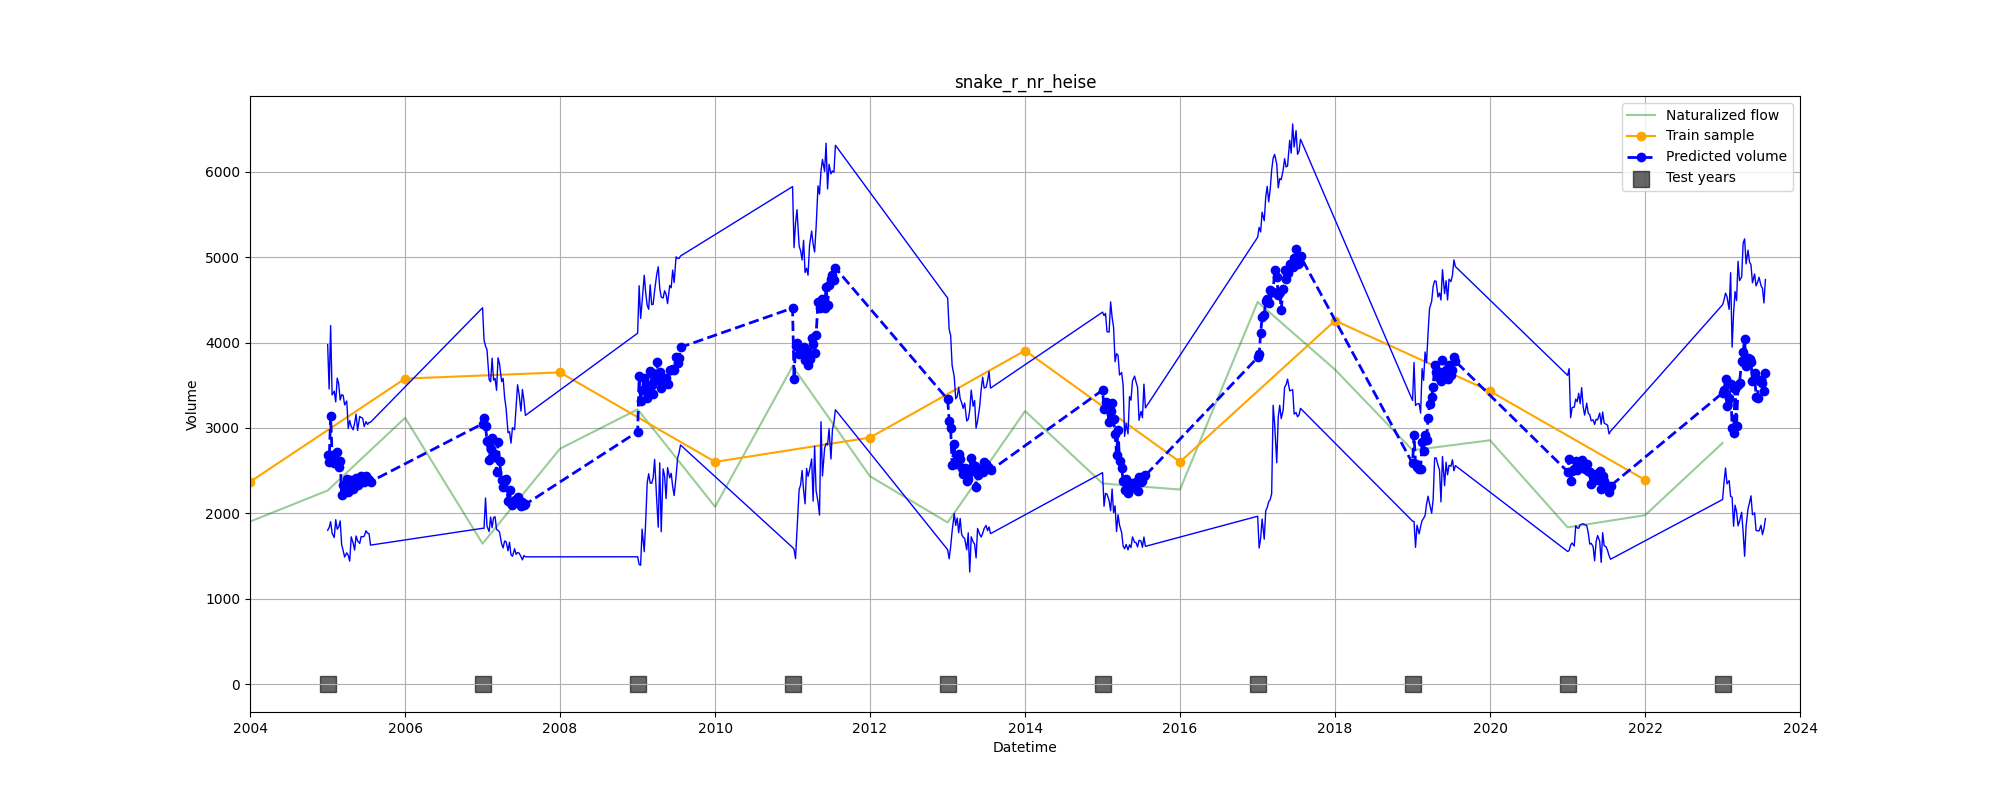 snake_r_nr_heise
Naturalized flow
Train sample
Predicted volume
Test years
Volume
6000
5000
4000
3000
2000
1000
0
2004 2006 2008 2010 2012 2014 2016 2018 2020 2022 2024
Datetime